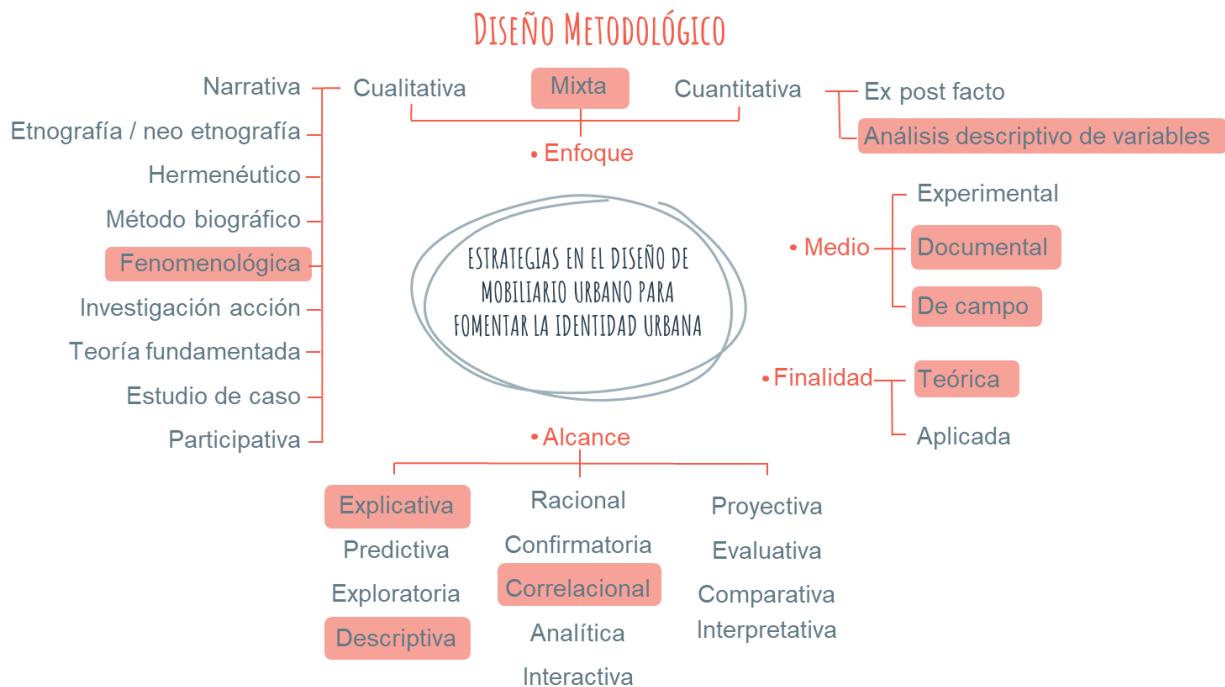 DISEÑO METODOLÓGICO
Narrativa
Etnografía / neo etnografía
Hermenéutico
Método biográfico
Fenomenológica
Investigación acción
Teoría fundamentada
Estudio de caso
Participativa
Cualitativa
Mixta
Cuantitativa
• Enfoque
Ex post facto
Análisis descriptivo de variables
ESTRATEGIAS EN EL DISEÑO DE
MOBILIARIO URBANO PARA
FOMENTAR LA IDENTIDAD URBANA
• Medio
Experimental
Documental
De campo
• Finalidad
Teórica
Aplicada
• Alcance
Explicativa
Predictiva
Exploratoria
Descriptiva
Racional
Confirmatoria
Correlacional
Analítica
Interactiva
Proyectiva
Evaluativa
Comparativa
Interpretativa